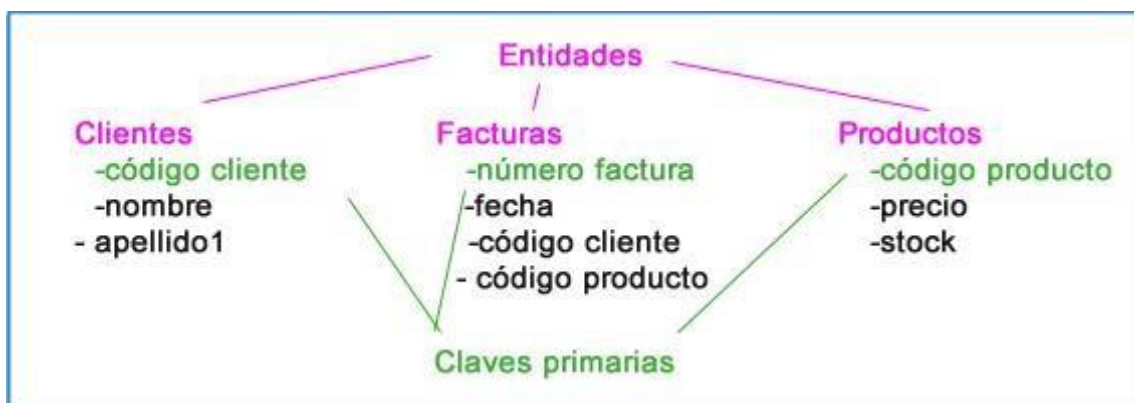 Entidades
Clientes
-código cliente
-nombre
- apellido1
Facturas
-número factura
-fecha
-código cliente
- código producto
Productos
-código producto
-precio
-stock
Claves primarias